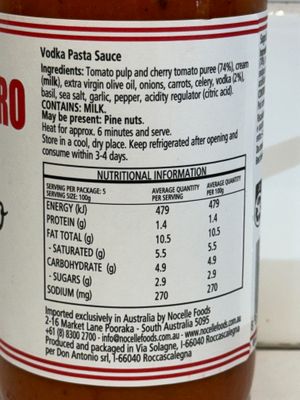 Vodka Pasta Sauce
Ingredients: Tomato pulp and cherry tomato puree (74%), cream
(milk), extra virgin olive oil, onions, carrots, celery, vodka (2%),
basil, sea salt, garlic, pepper, acidity regulator (citric acid).
CONTAINS: MILK.
May be present: Pine nuts.
Heat for approx. 6 minutes and serve.
Store in a cool, dry place. Keep refrigerated after opening and
consume within 3-4 days.
RO
NUTRITIONAL INFORMATION
SERVING PER PACKAGE: 5
SERVING SIZE: 100g
AVERAGE QUANTITY
PER SERVING
AVERAGE QUANTITY
PER 100g
ENERGY (kJ) 479 479
PROTEIN (g) 1.4 1.4
FAT TOTAL (g) 10.5 10.5
- SATURATED (g) 5.5 5.5
CARBOHYDRATE (g) 4.9 4.9
- SUGARS (g) 2.9 2.9
SODIUM (mg) 270 270
Imported exclusively in Australia by Nocelle Foods
2-16 Market Lane Pooraka - South Australia 5095
+61 (8) 8300 2700 - info@nocellefoods.com.au - www.nocellefoods.com.au
Produced and packaged in Via Solagne, I-66040 Roccascalegna
per Don Antonio srl, I-66040 Roccascalegna